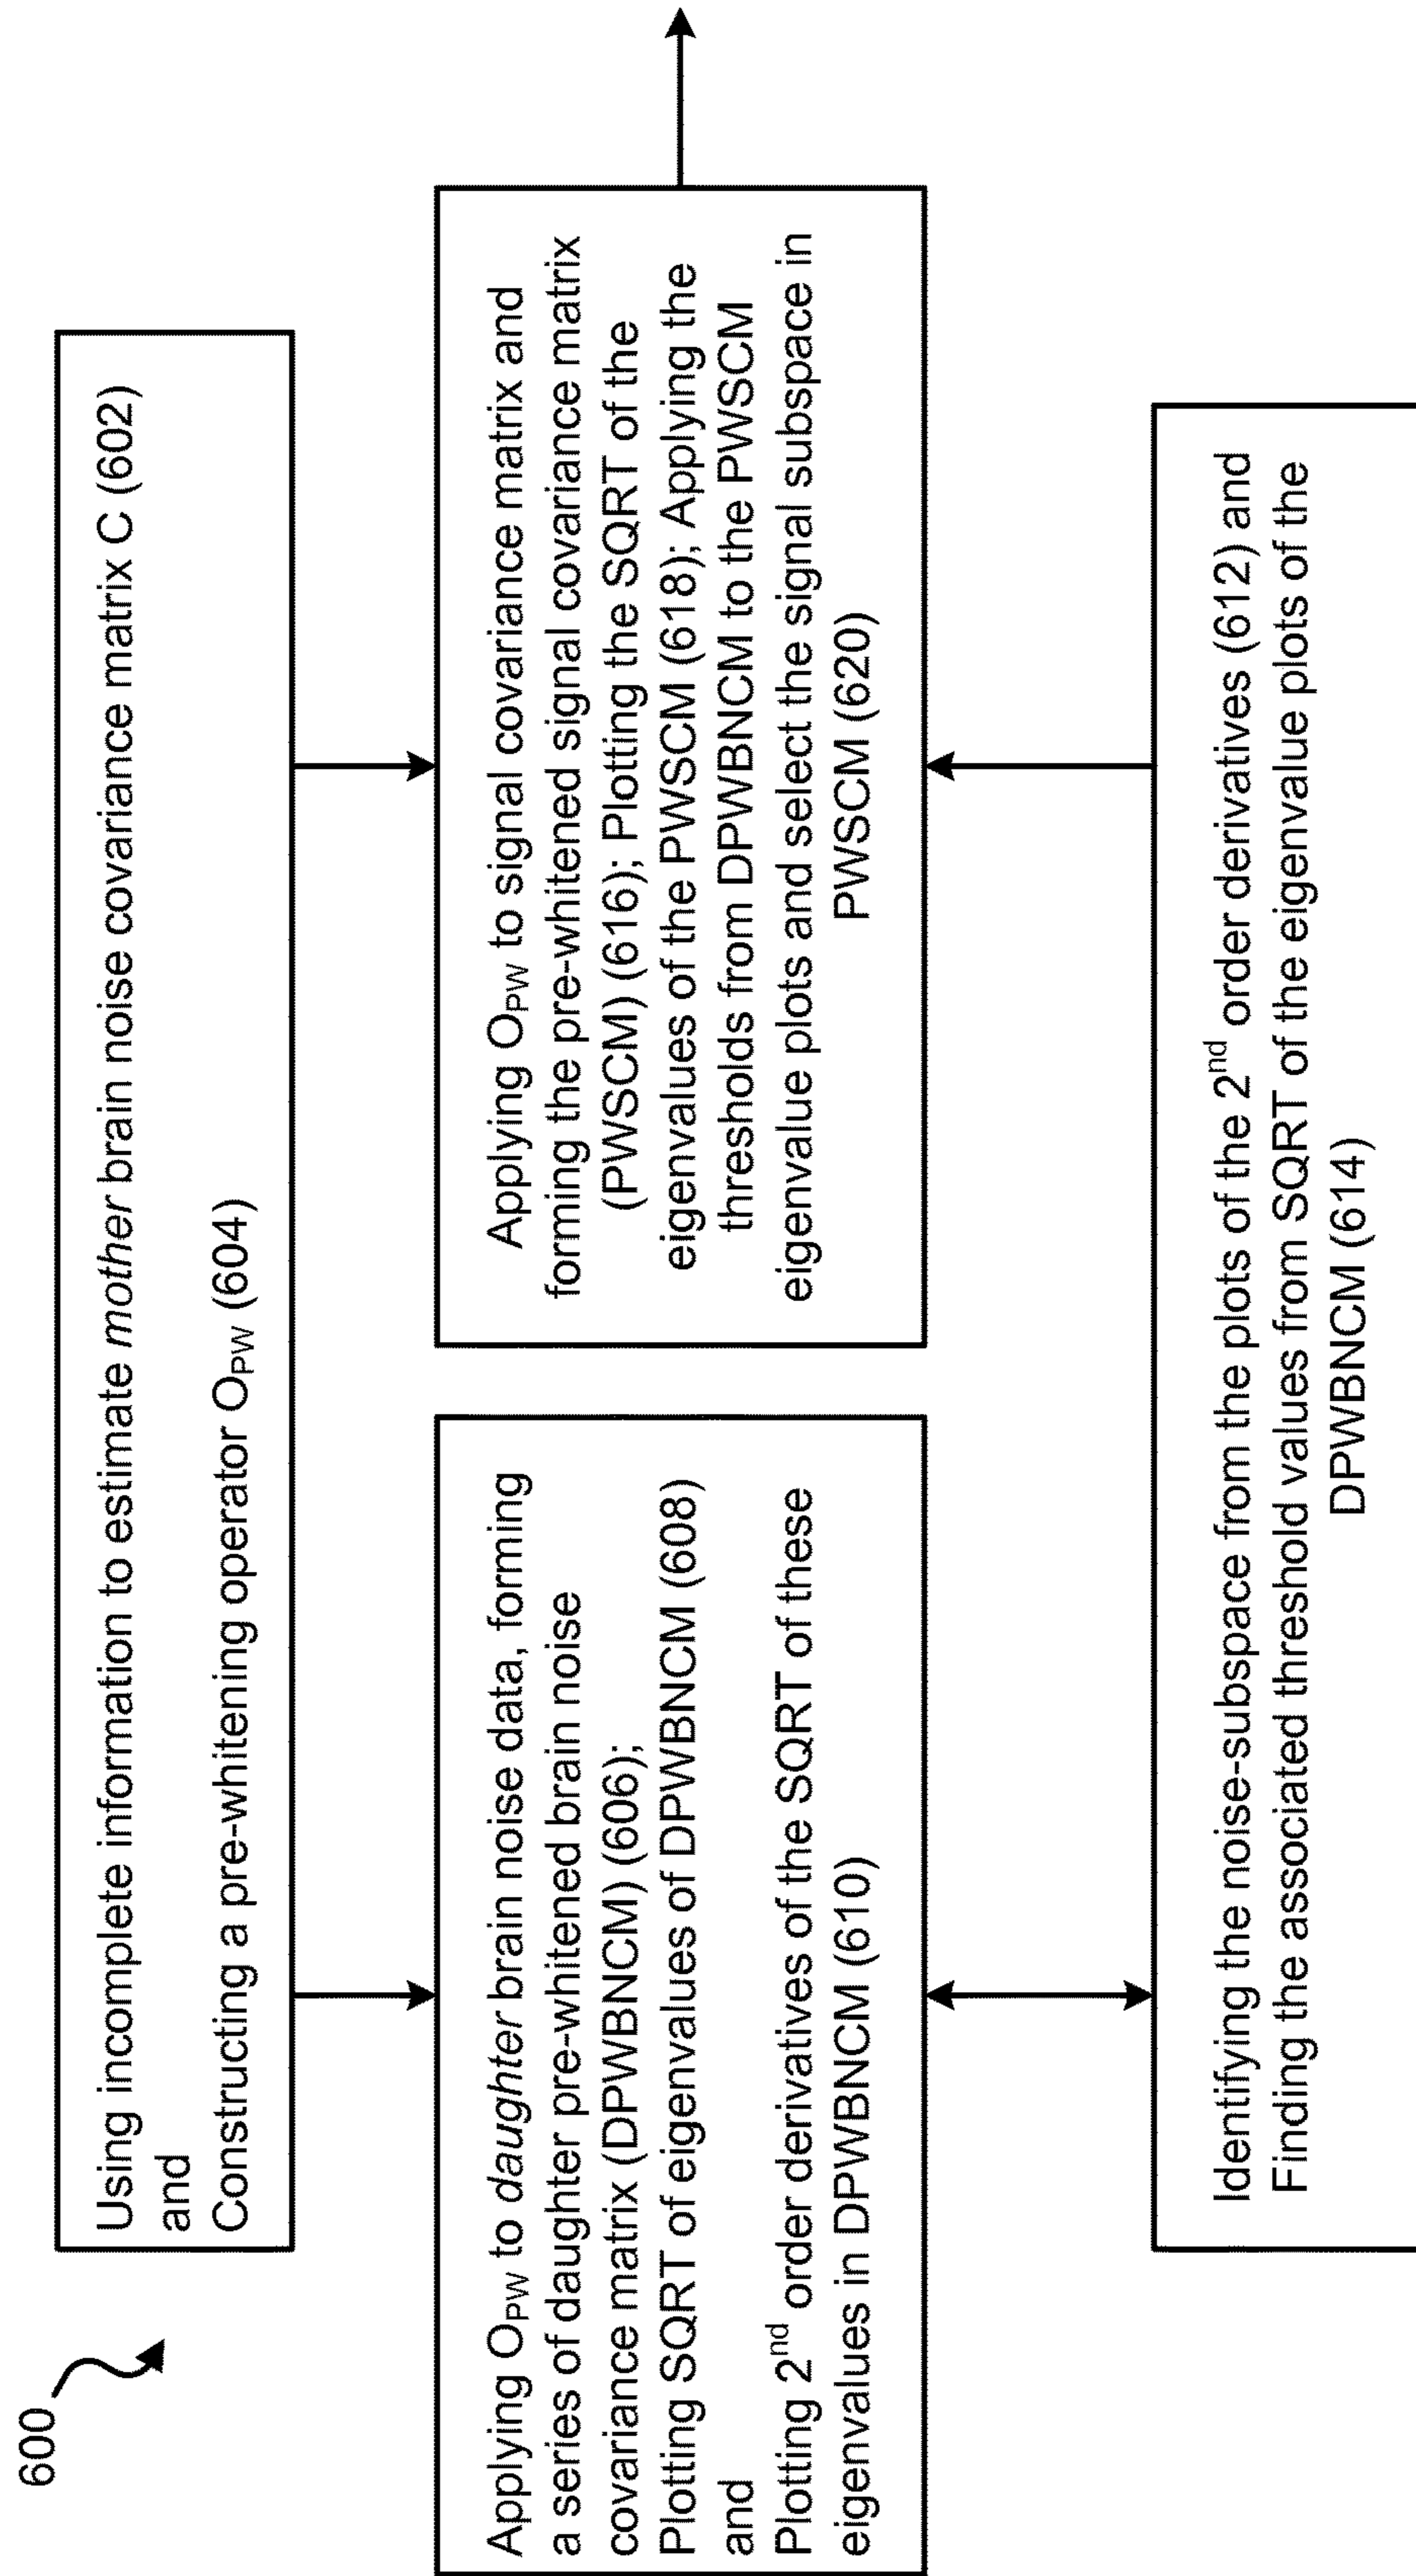 600
Using incomplete information to estimate mother brain noise covariance matrix C (602)
and
Constructing a pre-whitening operator OPW (604)
Applying OPW to daughter brain noise data, forming
a series of daughter pre-whitened brain noise
covariance matrix (DPWBNCM) (606);
Plotting SQRT of eigenvalues of DPWBNCM (608)
and
Plotting 2nd order derivatives of the SQRT of these
eigenvalues in DPWBNCM (610)
Applying OPW to signal covariance matrix and
forming the pre-whitened signal covariance matrix
(PWSCM) (616); Plotting the SQRT of the
eigenvalues of the PWSCM (618); Applying the
thresholds from DPWBNCM to the PWSCM
eigenvalue plots and select the signal subspace in
PWSCM (620)
Identifying the noise-subspace from the plots of the 2nd order derivatives (612) and
Finding the associated threshold values from SQRT of the eigenvalue plots of the
DPWBNCM (614)